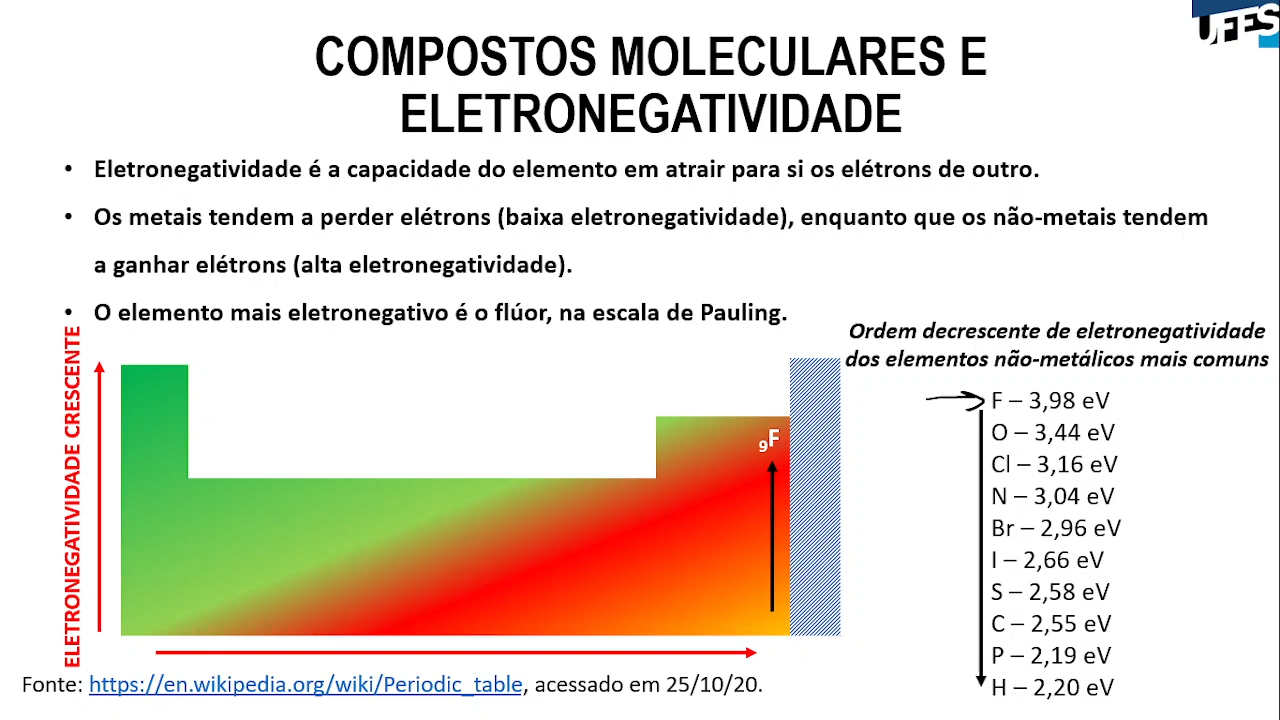 UFES
COMPOSTOS MOLECULARES E
ELETRONEGATIVIDADE
• Eletronegatividade é a capacidade do elemento em atrair para si os elétrons de outro.
• Os metais tendem a perder elétrons (baixa eletronegatividade), enquanto que os não-metais tendem
a ganhar elétrons (alta eletronegatividade).
• O elemento mais eletronegativo é o flúor, na escala de Pauling.
ELETRONEGATIVIDADE CRESCENTE
₉F
Ordem decrescente de eletronegatividade
dos elementos não-metálicos mais comuns
F – 3,98 eV
O – 3,44 eV
Cl – 3,16 eV
N – 3,04 eV
Br – 2,96 eV
I – 2,66 eV
S – 2,58 eV
C – 2,55 eV
P – 2,19 eV
H – 2,20 eV
Fonte: https://en.wikipedia.org/wiki/Periodic_table, acessado em 25/10/20.